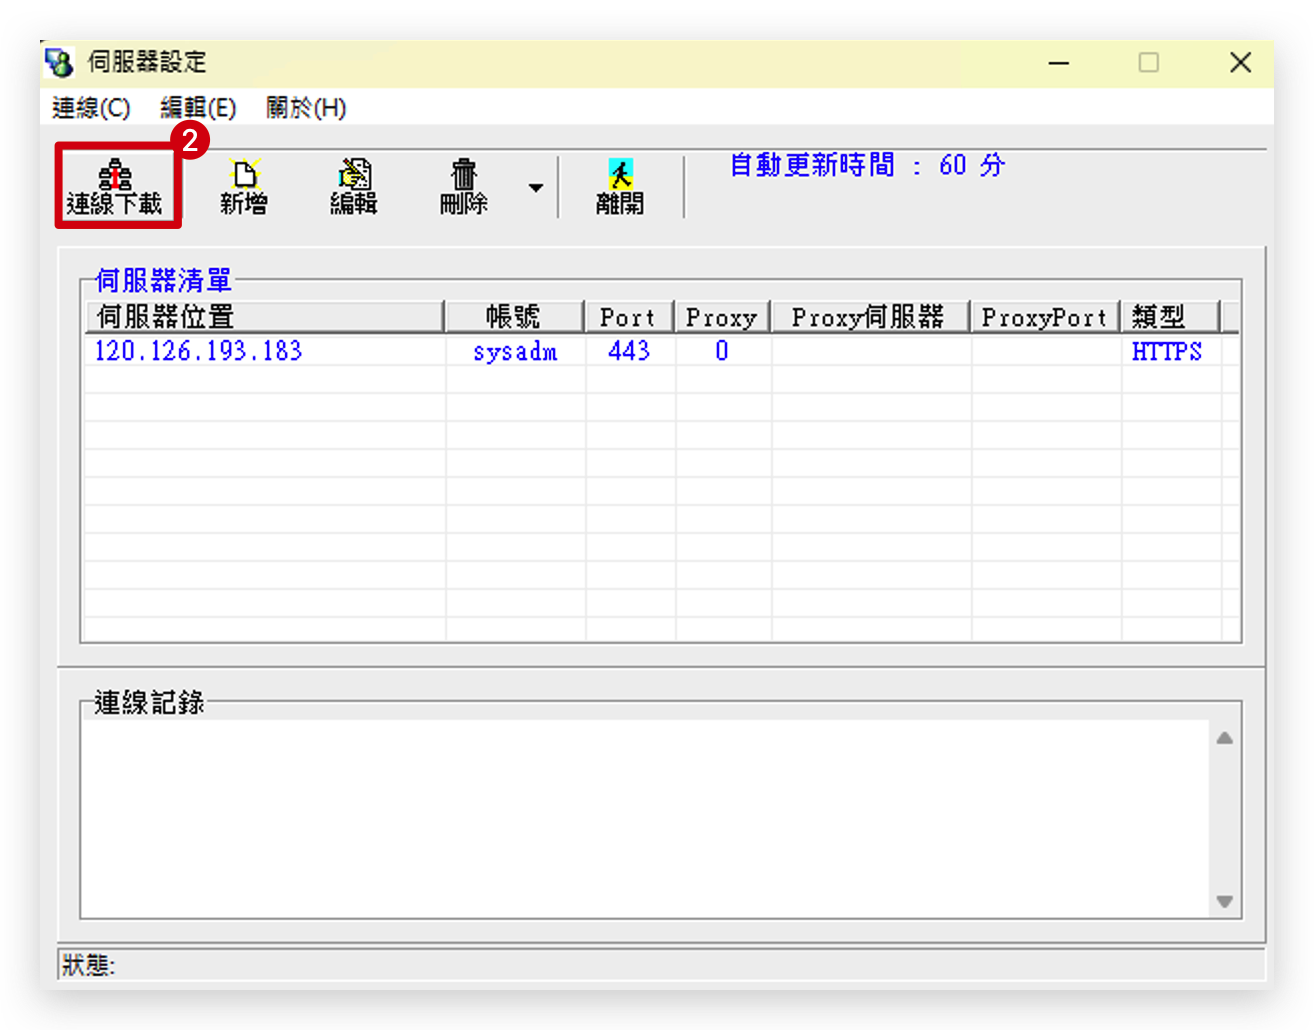 伺服器設定
連線(C) 編輯(E) 關於(H)
2
連線下載 新增 編輯 刪除 離開 自動更新時間 : 60 分
伺服器清單
伺服器位置 帳號 Port Proxy Proxy伺服器 ProxyPort 類型
120.126.193.183 sysadm 443 0 HTTPS
連線記錄
狀態: